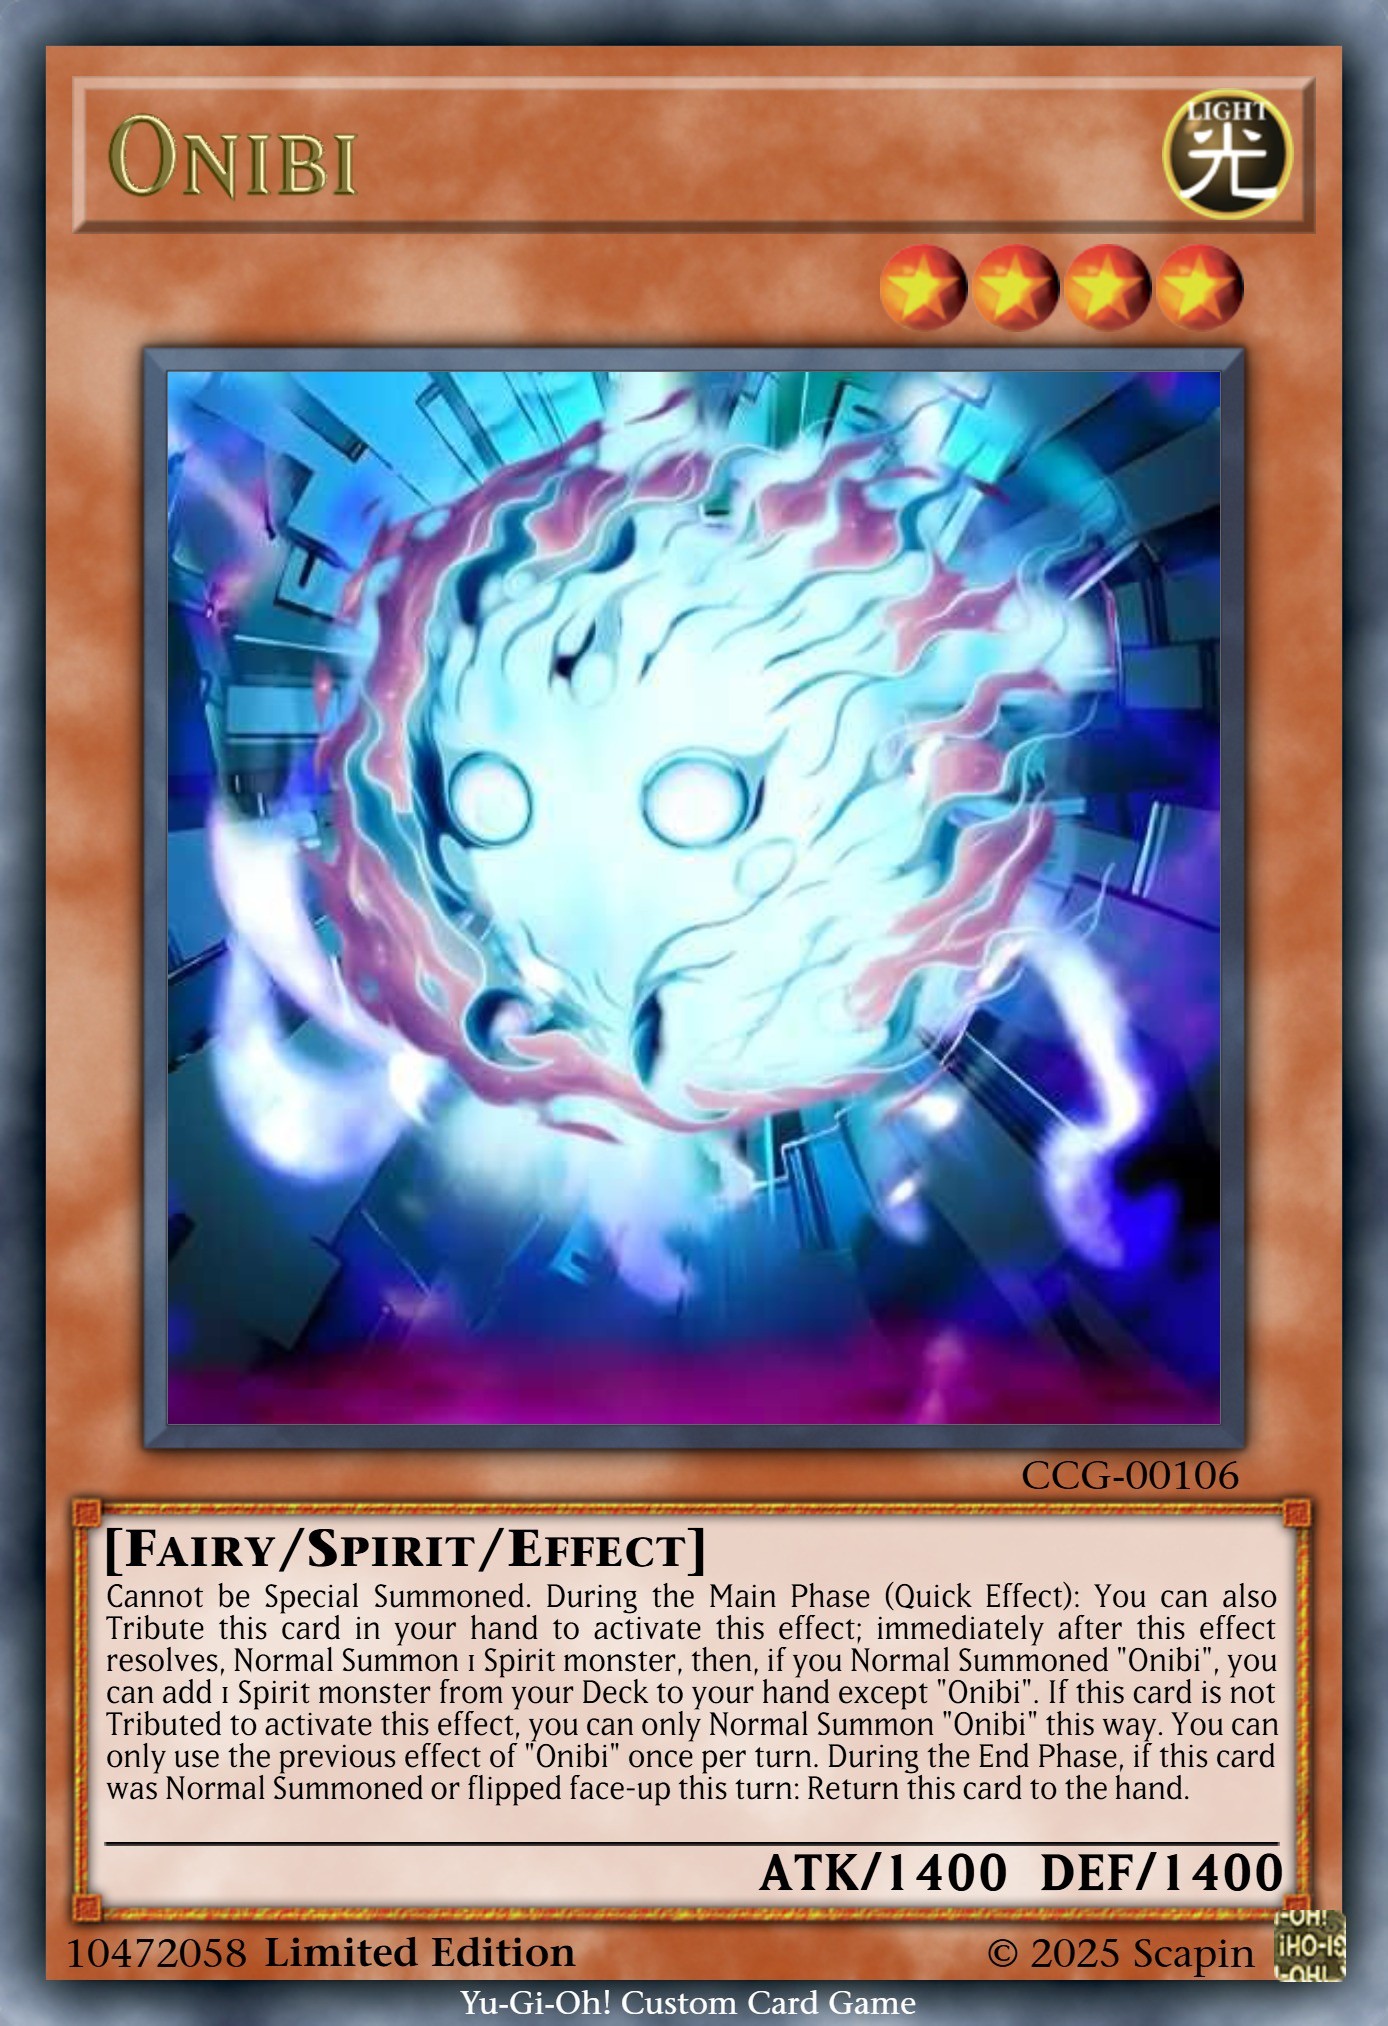 Onibi
LIGHT
光
CCG-00106
[Fairy/Spirit/Effect]
Cannot be Special Summoned. During the Main Phase (Quick Effect): You can also
Tribute this card in your hand to activate this effect; immediately after this effect
resolves, Normal Summon 1 Spirit monster, then, if you Normal Summoned "Onibi", you
can add 1 Spirit monster from your Deck to your hand except "Onibi". If this card is not
Tributed to activate this effect, you can only Normal Summon "Onibi" this way. You can
only use the previous effect of "Onibi" once per turn. During the End Phase, if this card
was Normal Summoned or flipped face-up this turn: Return this card to the hand.
ATK/1400 DEF/1400
10472058 Limited Edition
© 2025 Scapin
Yu-Gi-Oh! Custom Card Game